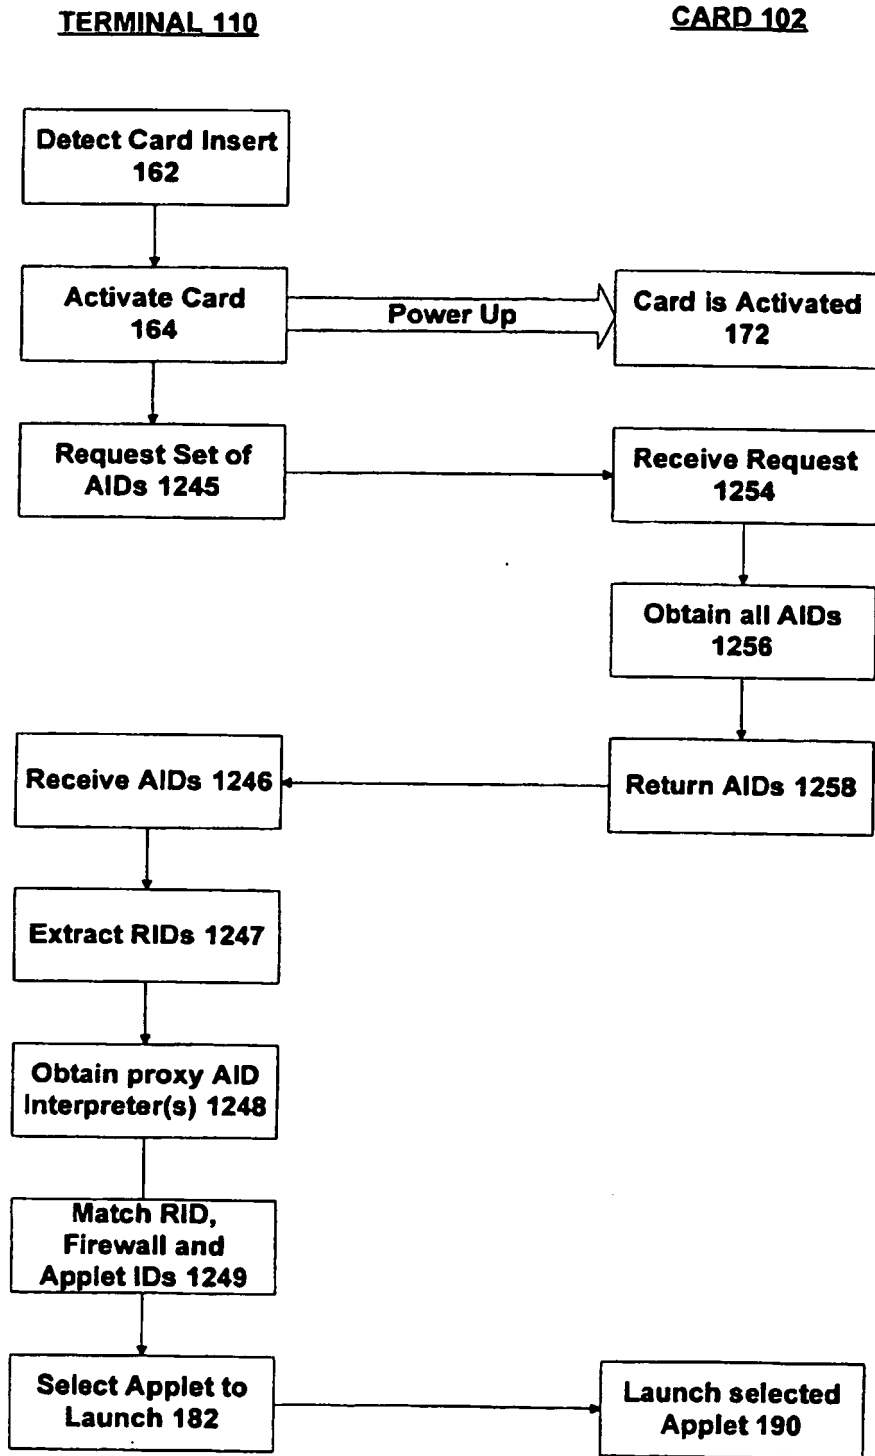 TERMINAL 110
CARD 102
Detect Card Insert
162
Activate Card
164
Power Up
Card is Activated
172
Request Set of
AIDs 1245
Receive Request
1254
Obtain all AIDs
1256
Receive AIDs 1246
Return AIDs 1258
Extract RIDs 1247
Obtain proxy AID
Interpreter(s) 1248
Match RID,
Firewall and
Applet IDs 1249
Select Applet to
Launch 182
Launch selected
Applet 190